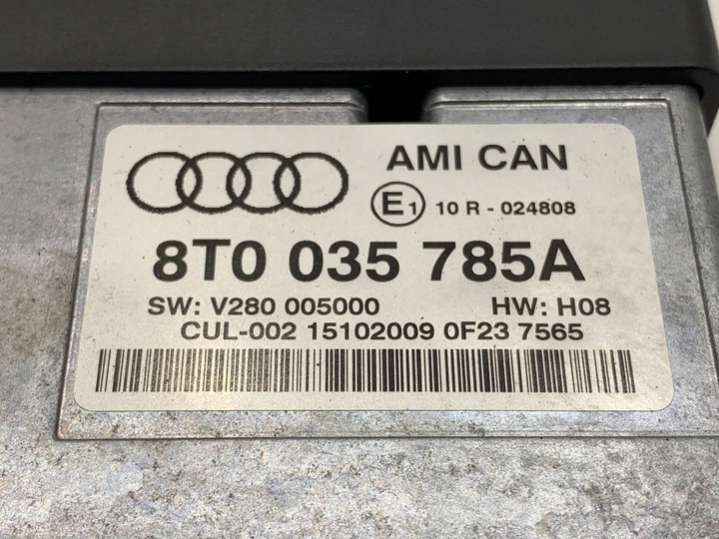 AMI CAN
E1 10 R - 024808
8T0 035 785A
SW: V280 005000 HW: H08
CUL-002 15102009 0F23 7565